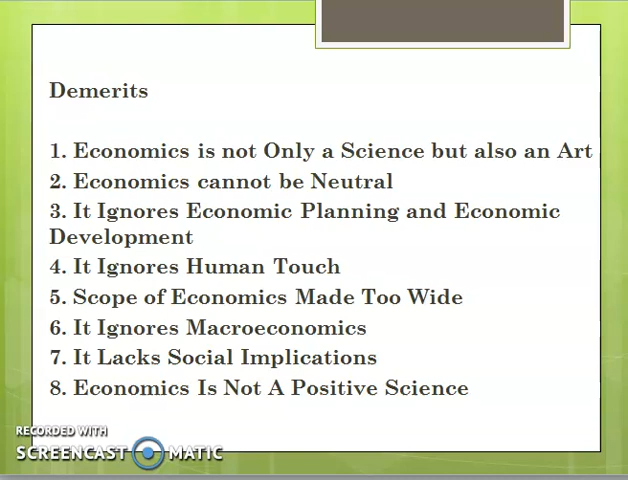 Demerits
1. Economics is not Only a Science but also an Art
2. Economics cannot be Neutral
3. It Ignores Economic Planning and Economic
Development
4. It Ignores Human Touch
5. Scope of Economics Made Too Wide
6. It Ignores Macroeconomics
7. It Lacks Social Implications
8. Economics Is Not A Positive Science
RECORDED WITH
SCREENCAST MATIC